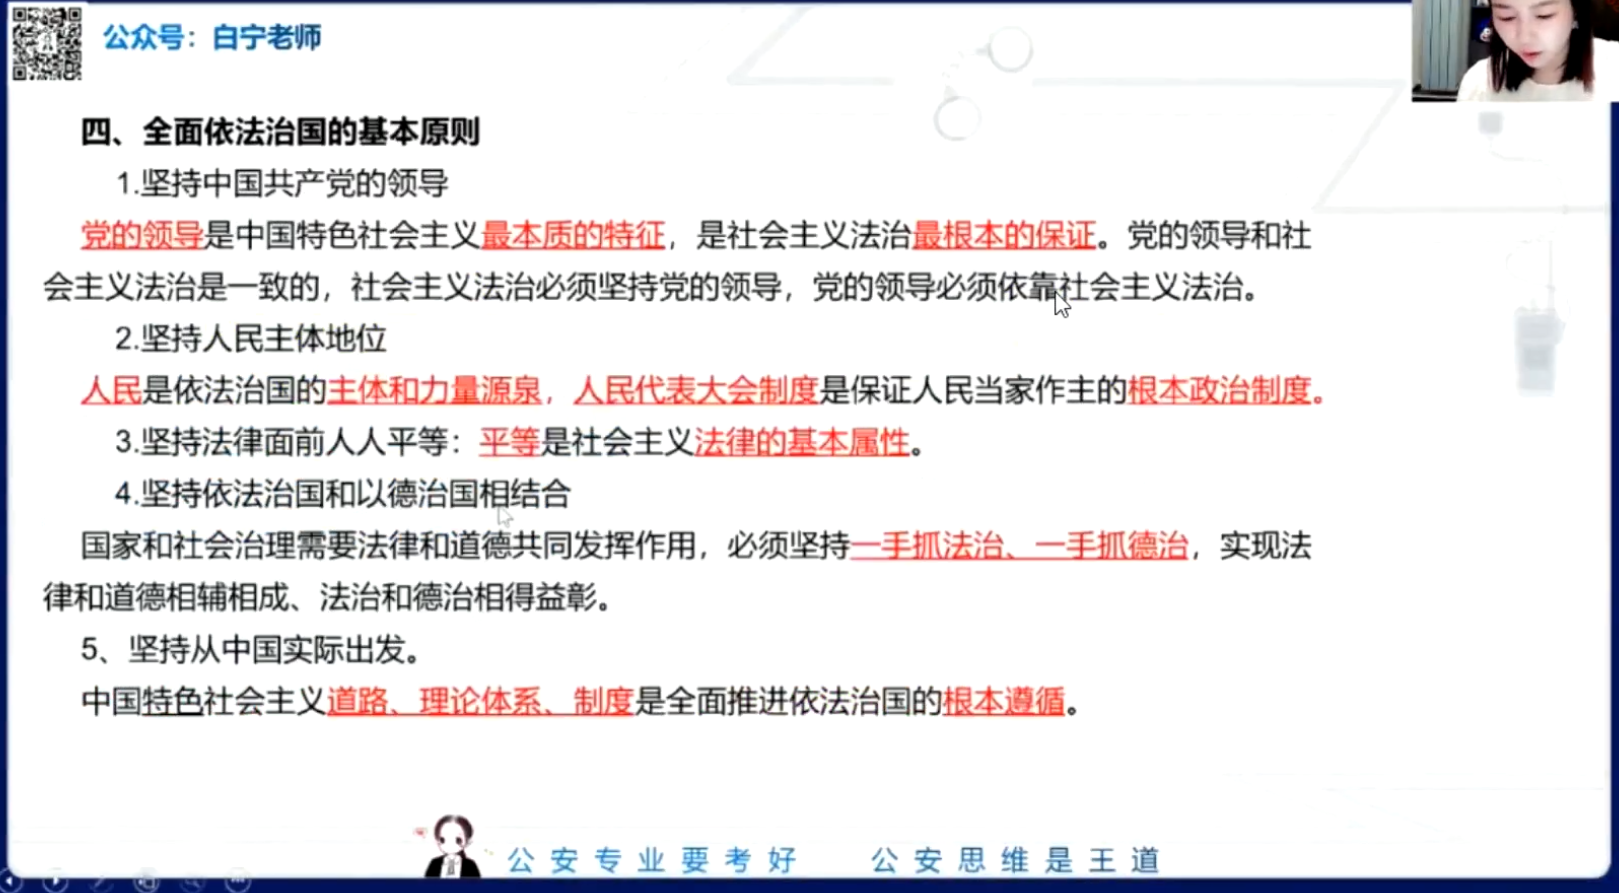 公众号：白宁老师
四、全面依法治国的基本原则
1.坚持中国共产党的领导
党的领导是中国特色社会主义最本质的特征，是社会主义法治最根本的保证。党的领导和社
会主义法治是一致的，社会主义法治必须坚持党的领导，党的领导必须依靠社会主义法治。
2.坚持人民主体地位
人民是依法治国的主体和力量源泉，人民代表大会制度是保证人民当家作主的根本政治制度。
3.坚持法律面前人人平等：平等是社会主义法律的基本属性。
4.坚持依法治国和以德治国相结合
国家和社会治理需要法律和道德共同发挥作用，必须坚持一手抓法治、一手抓德治，实现法
律和道德相辅相成、法治和德治相得益彰。
5、坚持从中国实际出发。
中国特色社会主义道路、理论体系、制度是全面推进依法治国的根本遵循。
公安专业要考好 公安思维是王道